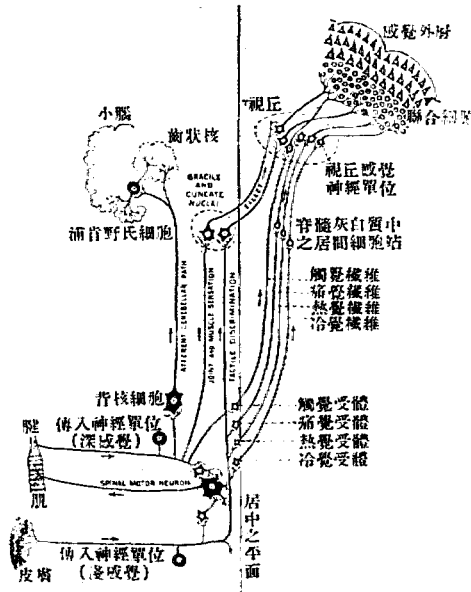 感覺外層
聯合細胞
視丘
小腦
齒狀核
GRACILE
AND
CUNEATE
NUCLEI
視丘感覺
神經單位
浦肯野氏細胞
脊髓灰白質中
之居間細胞站
觸覺纖維
痛覺纖維
熱覺纖維
冷覺纖維
AFFERENT CEREBELLAR PATH
JOINT AND MUSCLE SENSATION
TACTILE DISCRIMINATION
背核細胞
傳入神經單位
(深感覺)
觸覺受體
痛覺受體
熱覺受體
冷覺受體
腱
肌
SPINAL MOTOR NEURON
居中之平面
傳入神經單位
(淺感覺)
皮膚